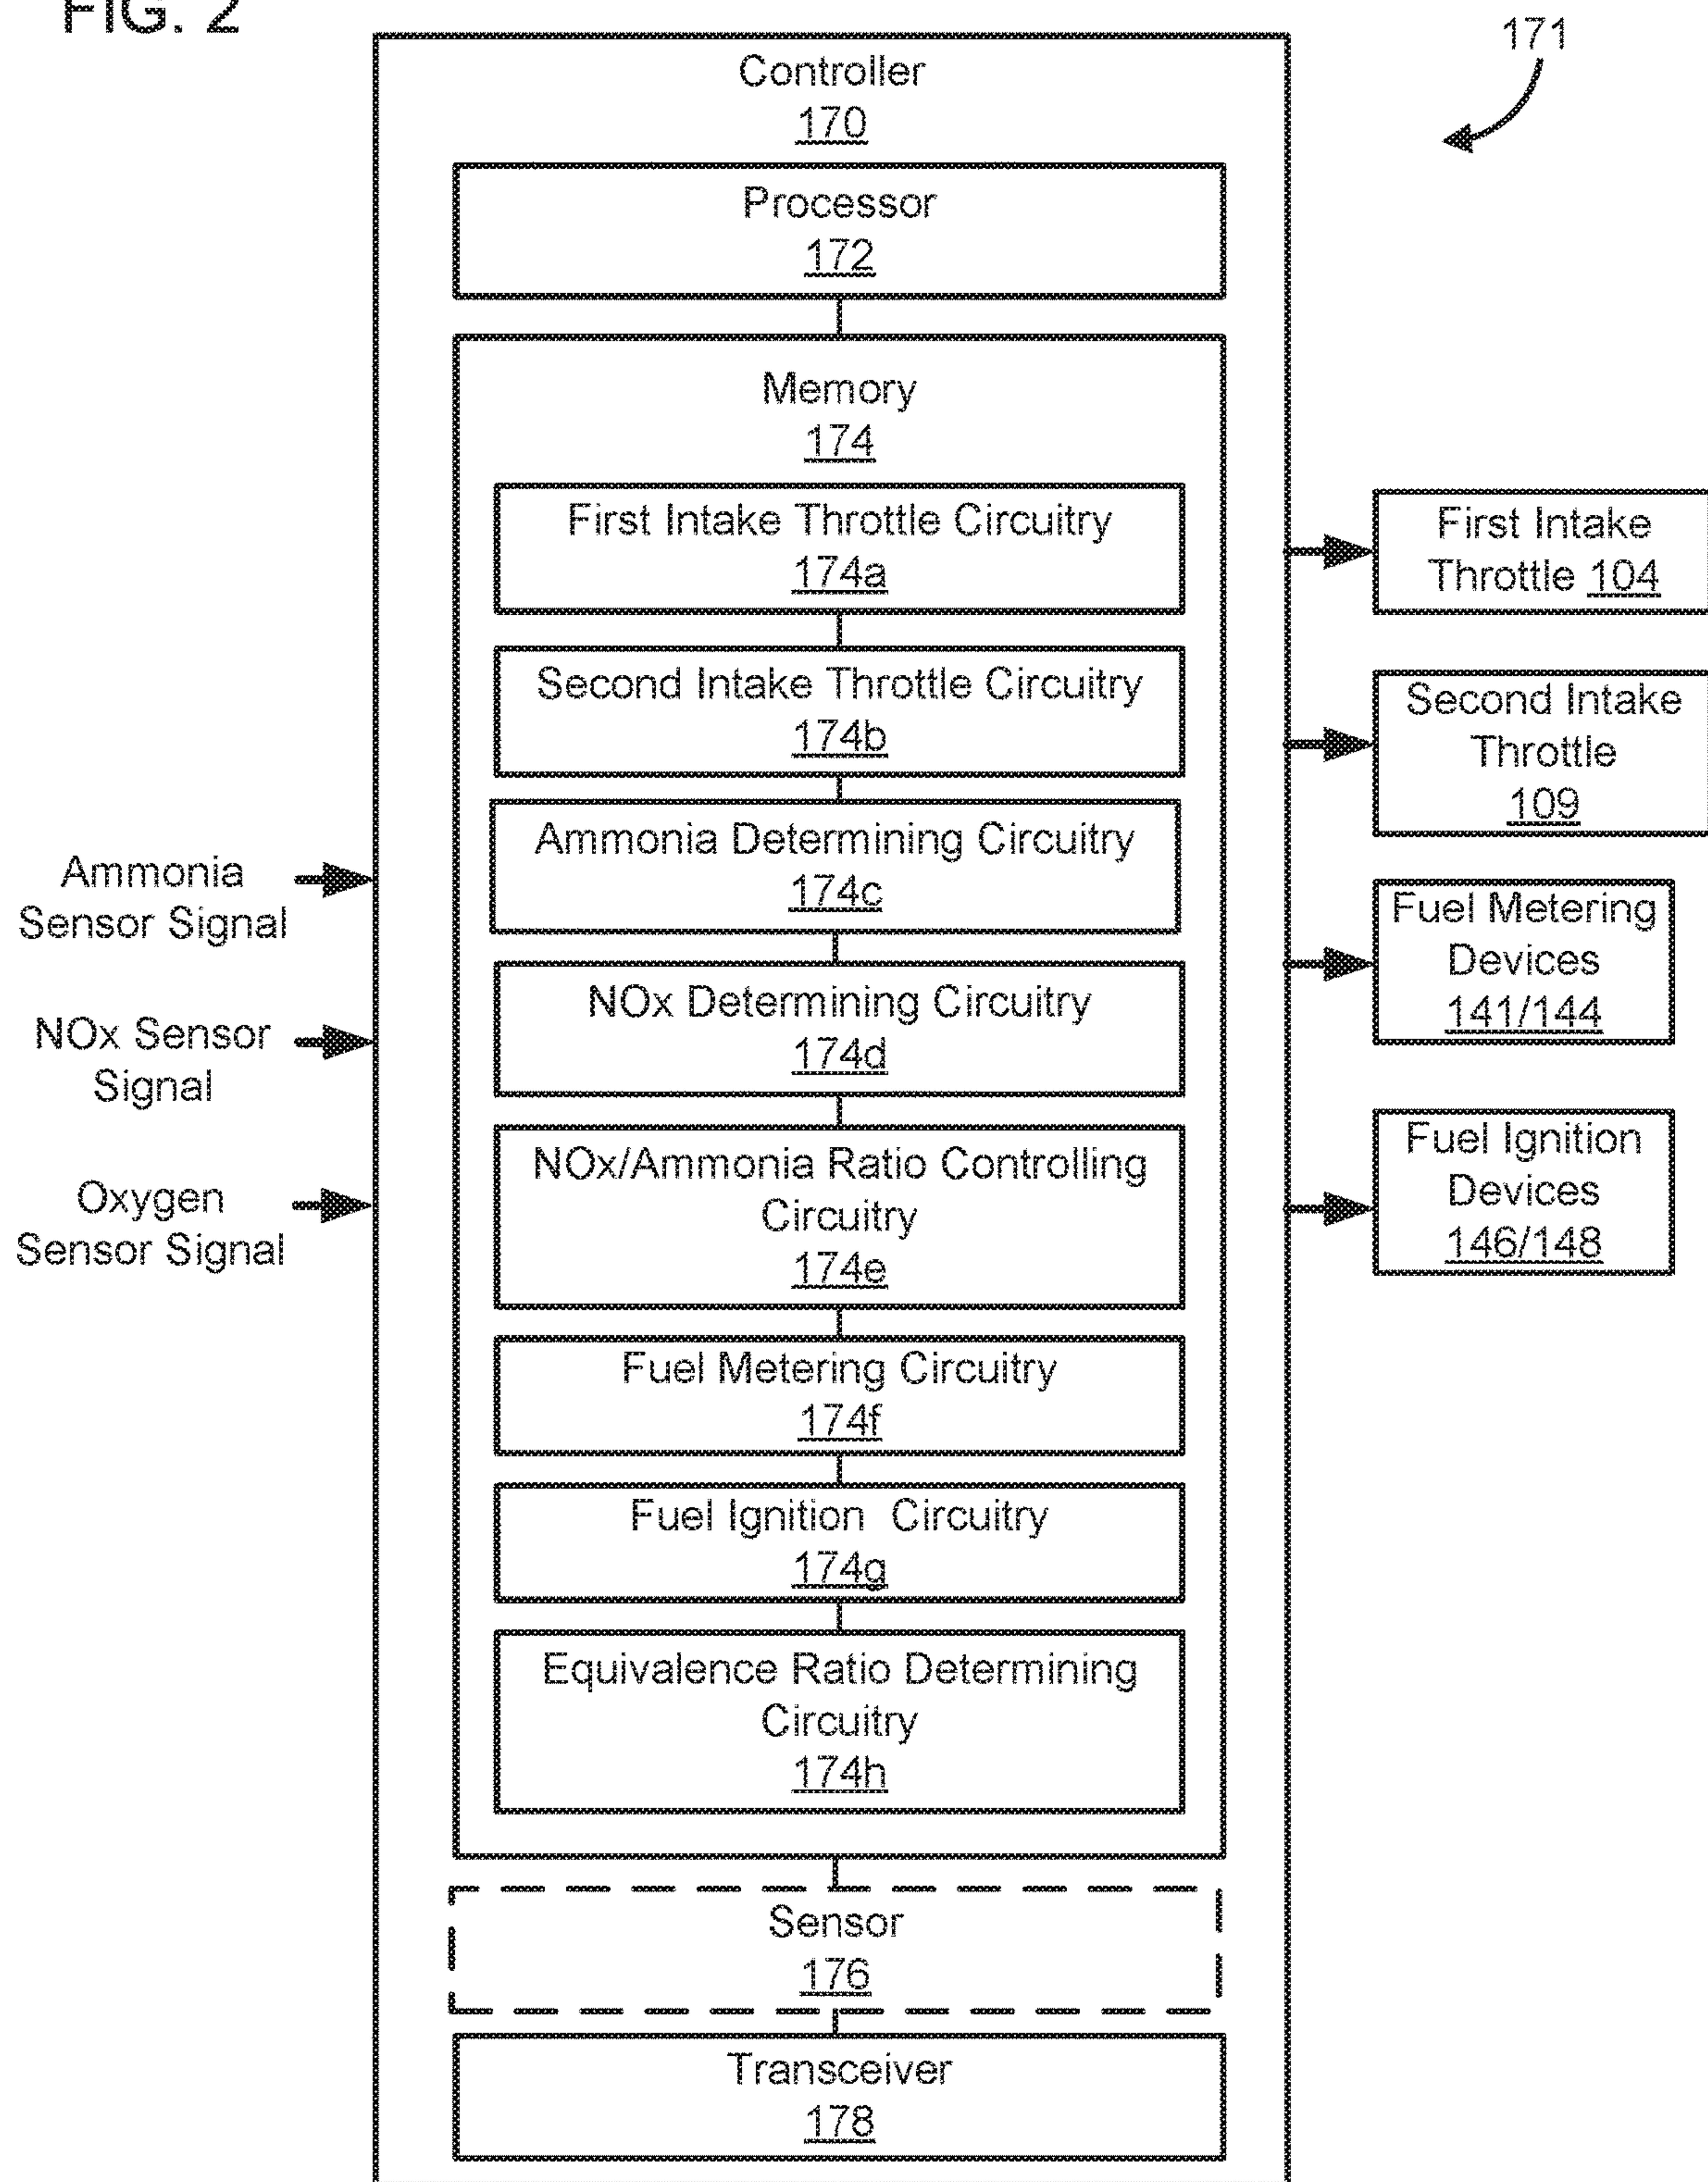 FIG. 2
171
Controller
170
Processor
172
Memory
174
First Intake Throttle Circuitry
174a
Second Intake Throttle Circuitry
174b
Ammonia Determining Circuitry
174c
NOx Determining Circuitry
174d
NOx/Ammonia Ratio Controlling
Circuitry
174e
Fuel Metering Circuitry
174f
Fuel Ignition Circuitry
174g
Equivalence Ratio Determining
Circuitry
174h
Sensor
176
Transceiver
178
Ammonia
Sensor Signal
NOx Sensor
Signal
Oxygen
Sensor Signal
First Intake
Throttle 104
Second Intake
Throttle
109
Fuel Metering
Devices
141/144
Fuel Ignition
Devices
146/148